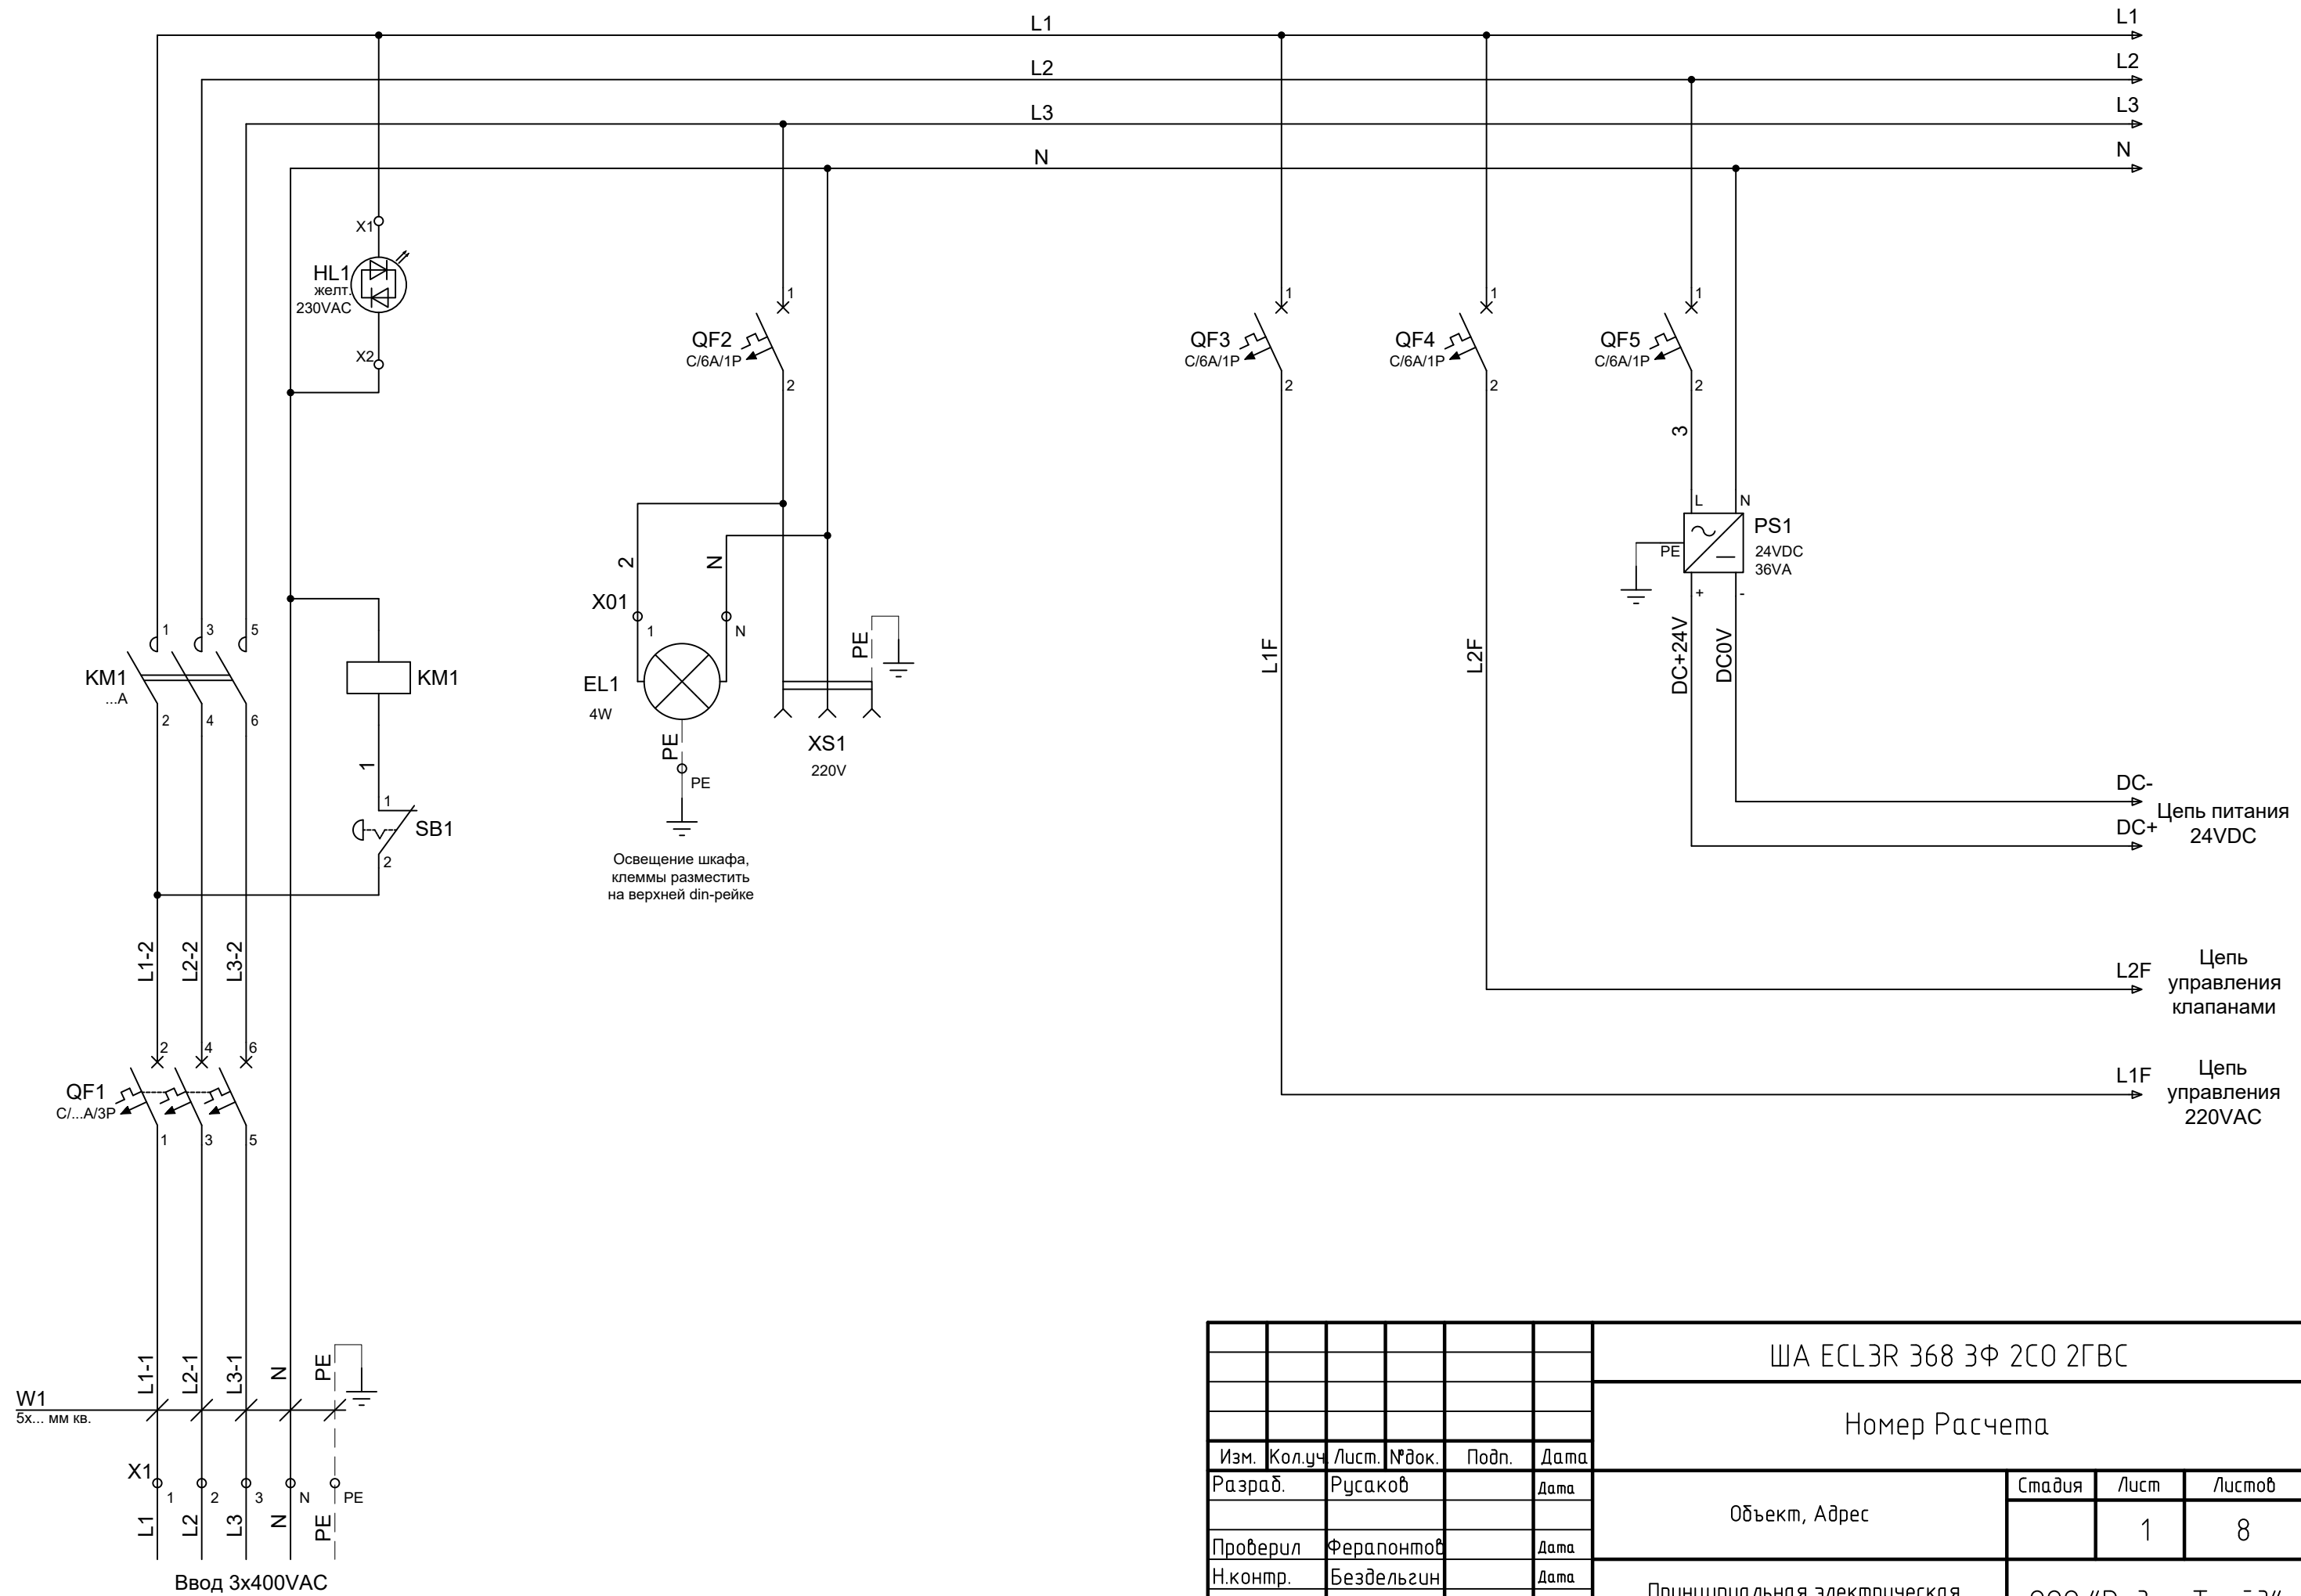 L1
L1
L2
L2
L3
L3
N
N
X1
HL1
желт.
230VAC
X2
1
QF2
C/6A/1P
2
1
QF3
C/6A/1P
2
1
QF4
C/6A/1P
2
1
QF5
C/6A/1P
2
3
L
N
PS1
24VDC
36VA
PE
+
-
DC+24V
DC0V
2
N
X01
1
N
EL1
4W
PE
PE
PE
XS1
220V
Освещение шкафа,
клеммы разместить
на верхней din-рейке
L1F
L2F
1
3
5
KM1
...A
2
4
6
KM1
1
1
SB1
2
DC-
DC+
Цепь питания
24VDC
L2F
Цепь
управления
клапанами
L1F
Цепь
управления
220VAC
L1-2
L2-2
L3-2
2
4
6
QF1
C/...A/3P
1
3
5
L1-1
L2-1
L3-1
N
PE
W1
5x... мм кв.
X1
1
2
3
N
PE
L1
L2
L3
N
PE
Ввод 3x400VAC
ША ECL3R 368 3Ф 2СО 2ГВС
Номер Расчета
Изм. Кол.уч Лист. №док. Подп. Дата
Разраб. Русаков Дата
Объект, Адрес
Стадия Лист Листов
1 8
Проверил Ферапонтов Дата
Н.контр. Бездельгин Дата
Принципиальная электрическая